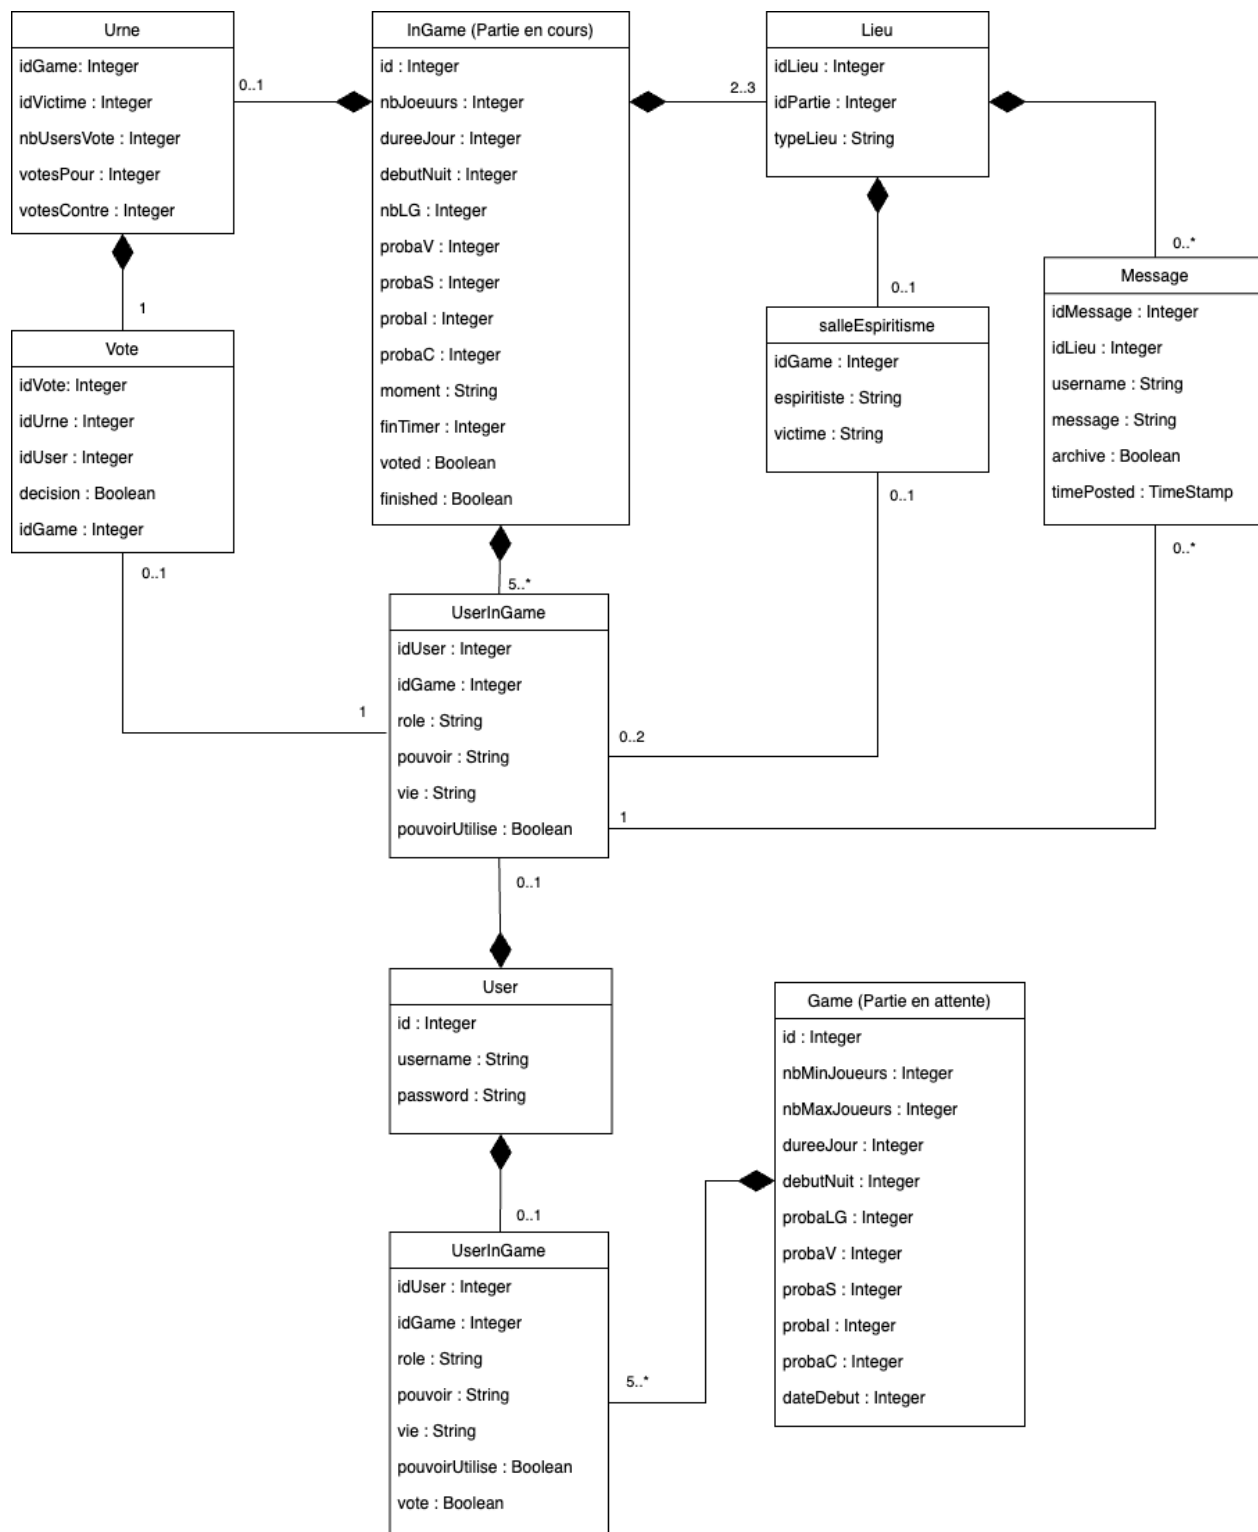 Urne
idGame: Integer
idVictime : Integer
nbUsersVote : Integer
votesPour : Integer
votesContre : Integer
0..1
InGame (Partie en cours)
id : Integer
nbJoeuurs : Integer
dureeJour : Integer
debutNuit : Integer
nbLG : Integer
probaV : Integer
probaS : Integer
probaI : Integer
probaC : Integer
moment : String
finTimer : Integer
voted : Boolean
finished : Boolean
2..3
Lieu
idLieu : Integer
idPartie : Integer
typeLieu : String
0..*
0..1
1
Vote
idVote: Integer
idUrne : Integer
idUser : Integer
decision : Boolean
idGame : Integer
0..1
salleEspiritisme
idGame : Integer
espiritiste : String
victime : String
0..1
Message
idMessage : Integer
idLieu : Integer
username : String
message : String
archive : Boolean
timePosted : TimeStamp
0..*
5..*
UserInGame
idUser : Integer
idGame : Integer
role : String
pouvoir : String
vie : String
pouvoirUtilise : Boolean
1
0..2
1
0..1
User
id : Integer
username : String
password : String
0..1
UserInGame
idUser : Integer
idGame : Integer
role : String
pouvoir : String
vie : String
pouvoirUtilise : Boolean
vote : Boolean
5..*
Game (Partie en attente)
id : Integer
nbMinJoueurs : Integer
nbMaxJoueurs : Integer
dureeJour : Integer
debutNuit : Integer
probaLG : Integer
probaV : Integer
probaS : Integer
probaI : Integer
probaC : Integer
dateDebut : Integer